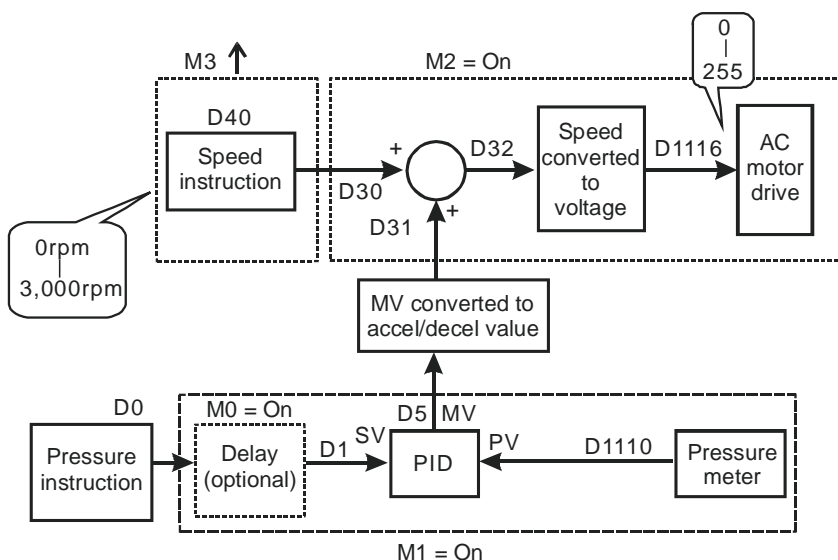 M3
M2 = On
0
255
D40
Speed
instruction
+
D30
D32
+
D31
Speed
converted
to
voltage
D1116
AC
motor
drive
0rpm
3,000rpm
MV converted to
accel/decel value
D0
Pressure
instruction
M0 = On
Delay
(optional)
D1
SV
D5
MV
PID
PV
D1110
Pressure
meter
M1 = On